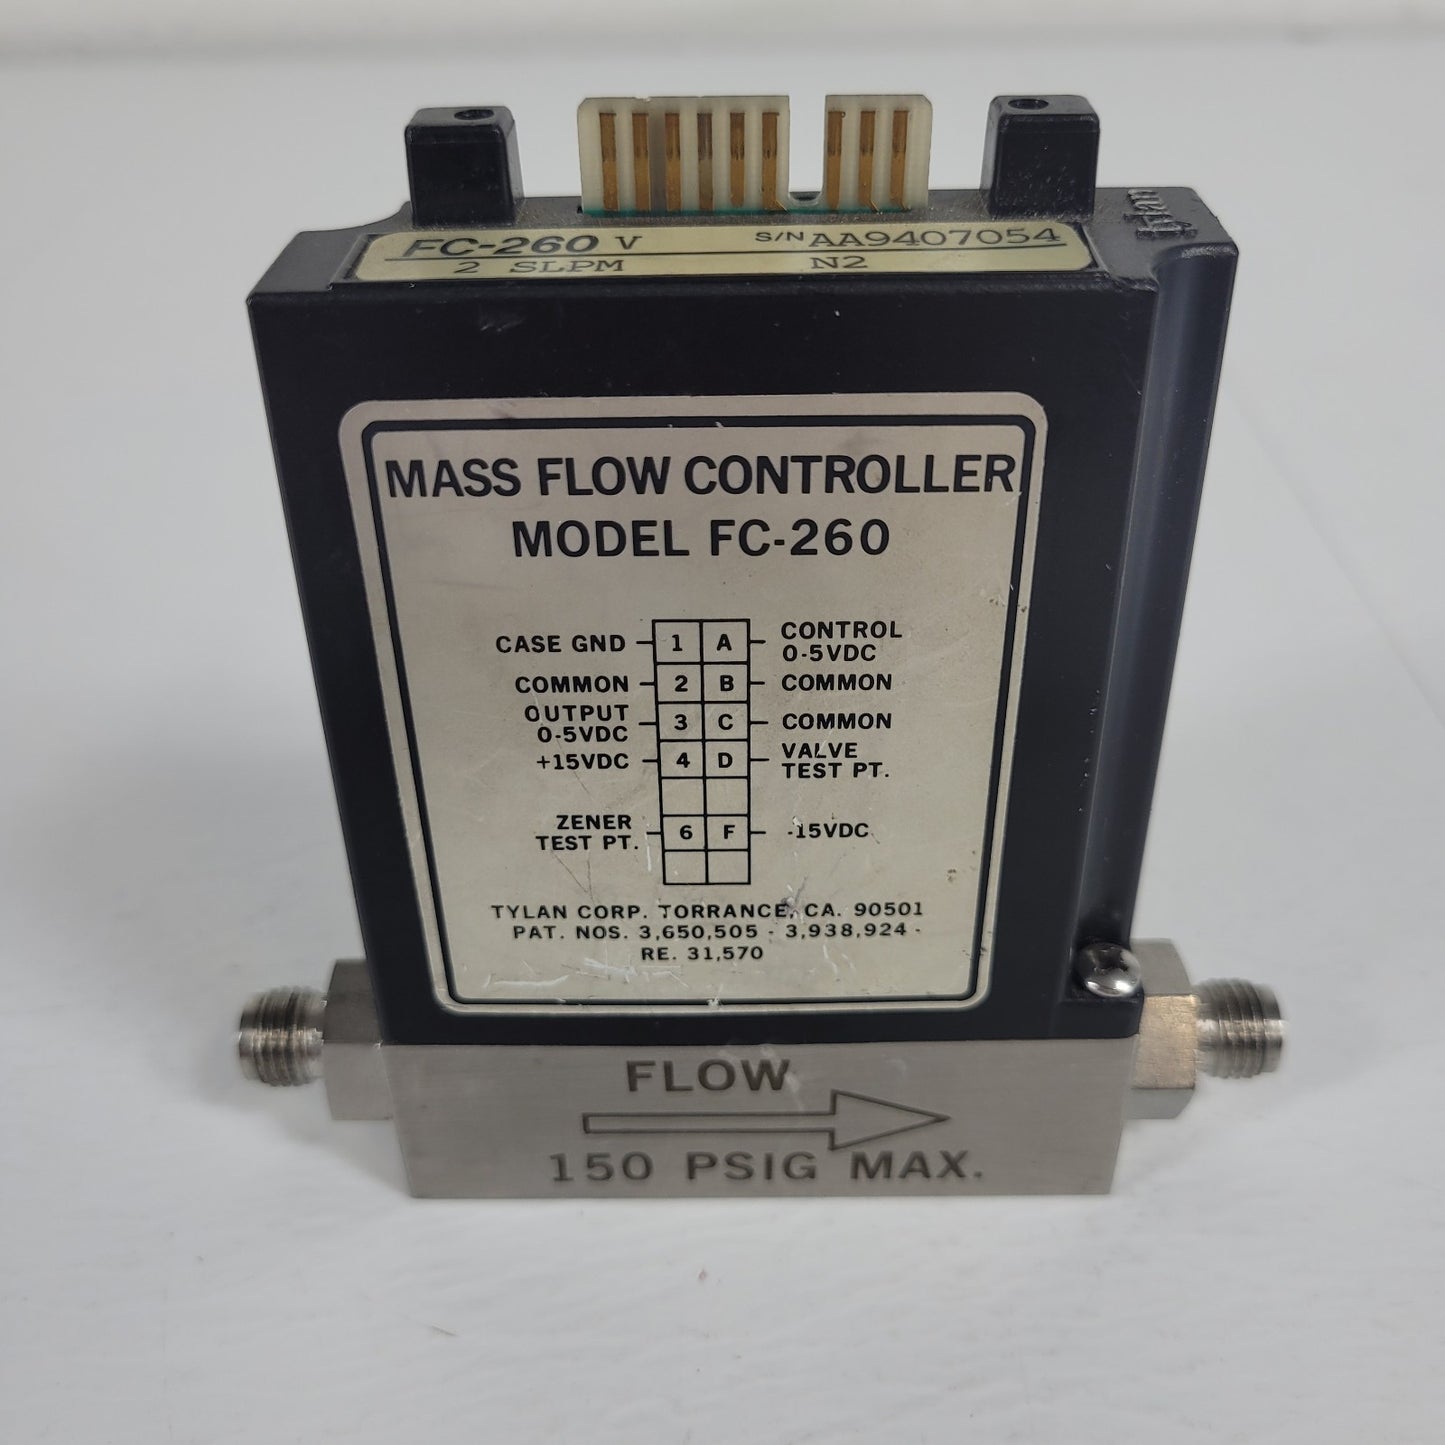 FC-260 V S/N AA9407054
2 SLPM N2
tylan
MASS FLOW CONTROLLER
MODEL FC-260
CASE GND 1 A CONTROL 0-5VDC
COMMON 2 B COMMON
OUTPUT 0-5VDC 3 C COMMON
+15VDC 4 D VALVE TEST PT.
ZENER TEST PT. 6 F -15VDC
TYLAN CORP. TORRANCE, CA. 90501
PAT. NOS. 3,650,505 - 3,938,924 -
RE. 31,570
FLOW
150 PSIG MAX.